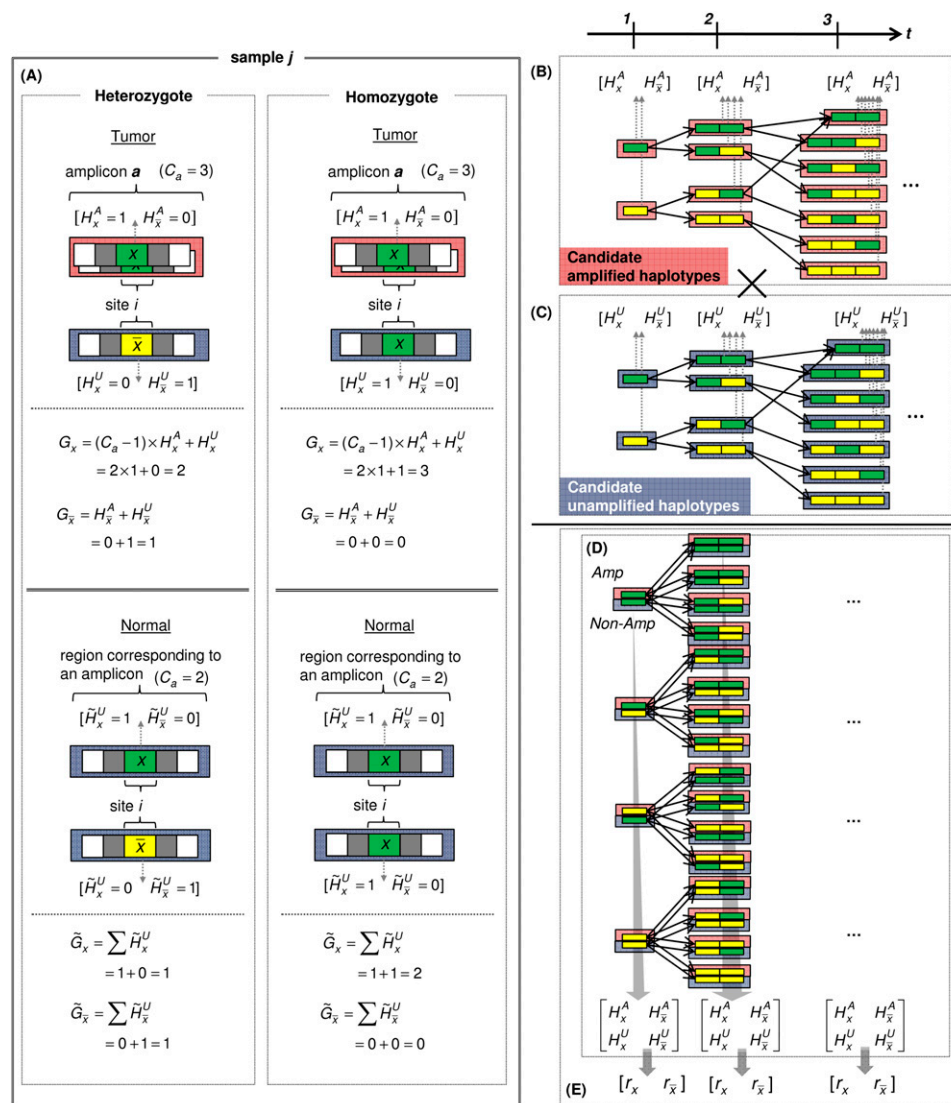 sample j
(A)
Heterozygote
Tumor
amplicon a (C_a = 3)
[H_x^A = 1 H_x̄^A = 0]
x
x
site i
x̄
[H_x^U = 0 H_x̄^U = 1]
G_x = (C_a − 1) × H_x^A + H_x^U
= 2 × 1 + 0 = 2
G_x̄ = H_x̄^A + H_x̄^U
= 0 + 1 = 1
Normal
region corresponding to
an amplicon (C_a = 2)
[H̃_x^U = 1 H̃_x̄^U = 0]
x
site i
x̄
[H̃_x^U = 0 H̃_x̄^U = 1]
G̃_x = ∑ H̃_x^U
= 1 + 0 = 1
G̃_x̄ = ∑ H̃_x̄^U
= 0 + 1 = 1
Homozygote
Tumor
amplicon a (C_a = 3)
[H_x^A = 1 H_x̄^A = 0]
x
x
site i
x
[H_x^U = 1 H_x̄^U = 0]
G_x = (C_a − 1) × H_x^A + H_x^U
= 2 × 1 + 1 = 3
G_x̄ = H_x̄^A + H_x̄^U
= 0 + 0 = 0
Normal
region corresponding to
an amplicon (C_a = 2)
[H̃_x^U = 1 H̃_x̄^U = 0]
x
site i
x
[H̃_x^U = 1 H̃_x̄^U = 0]
G̃_x = ∑ H̃_x^U
= 1 + 1 = 2
G̃_x̄ = ∑ H̃_x̄^U
= 0 + 0 = 0
1 2 3
t
(B)
[H_x^A H_x̄^A] [H_x^A H_x̄^A] [H_x^A H_x̄^A]
...
Candidate
amplified haplotypes
×
(C)
[H_x^U H_x̄^U] [H_x^U H_x̄^U] [H_x^U H_x̄^U]
...
Candidate
unamplified haplotypes
(D)
Amp
Non-Amp
...
...
...
...
H_x^A H_x̄^A H_x^A H_x̄^A H_x^A H_x̄^A
H_x^U H_x̄^U H_x^U H_x̄^U H_x^U H_x̄^U
(E)
[r_x r_x̄] [r_x r_x̄] [r_x r_x̄]